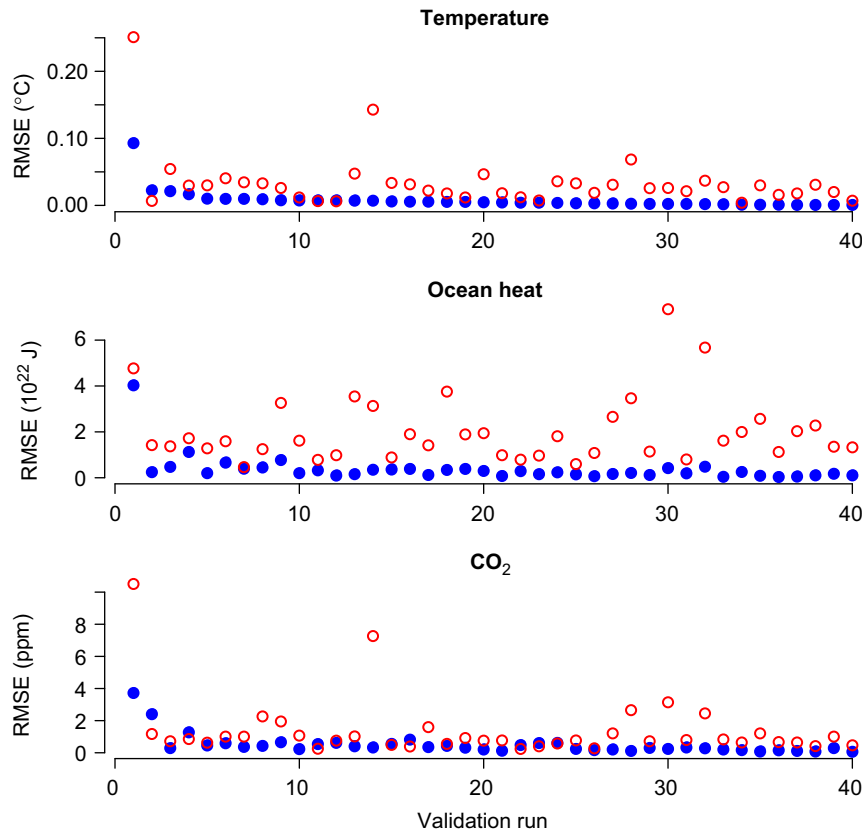 Temperature
RMSE (°C)
0.20
0.10
0.00
0 10 20 30 40
Ocean heat
RMSE (10²² J)
6
4
2
0
0 10 20 30 40
CO₂
RMSE (ppm)
8
6
4
2
0
0 10 20 30 40
Validation run